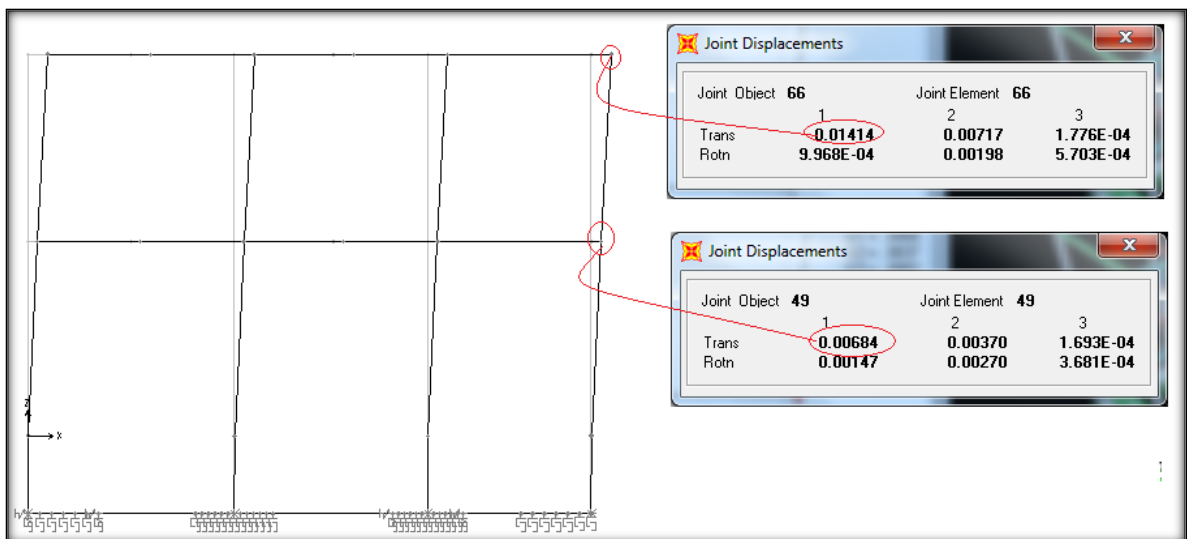 Joint Displacements
Joint Object 66 Joint Element 66
1 2 3
Trans 0.01414 0.00717 1.776E-04
Rotn 9.968E-04 0.00198 5.703E-04
Joint Displacements
Joint Object 49 Joint Element 49
1 2 3
Trans 0.00684 0.00370 1.693E-04
Rotn 0.00147 0.00270 3.681E-04
Z
X